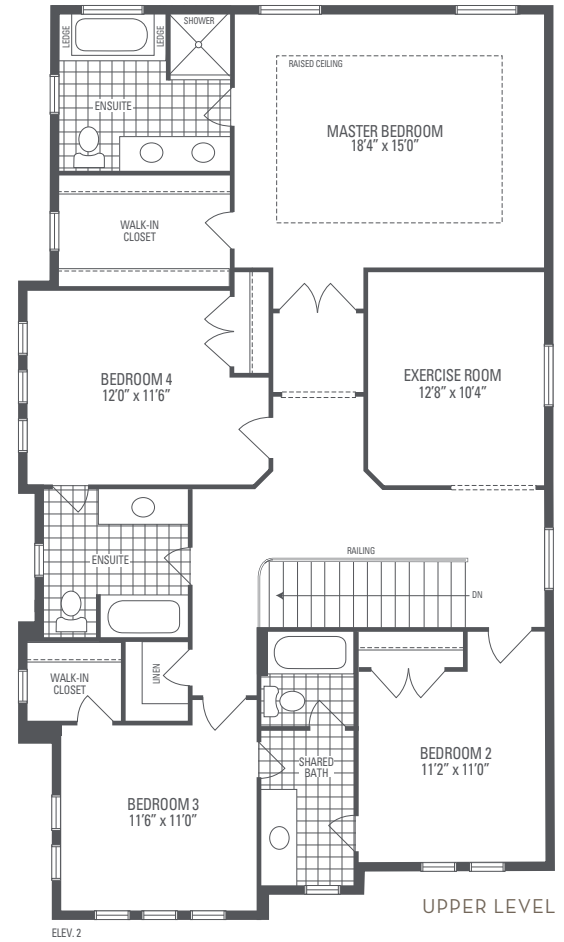 LEDGE
LEDGE
SHOWER
RAISED CEILING
ENSUITE
MASTER BEDROOM
18'4" x 15'0"
WALK-IN
CLOSET
BEDROOM 4
12'0" x 11'6"
EXERCISE ROOM
12'8" x 10'4"
ENSUITE
RAILING
DN
WALK-IN
CLOSET
LINEN
SHARED
BATH
BEDROOM 2
11'2" x 11'0"
BEDROOM 3
11'6" x 11'0"
UPPER LEVEL
ELEV. 2